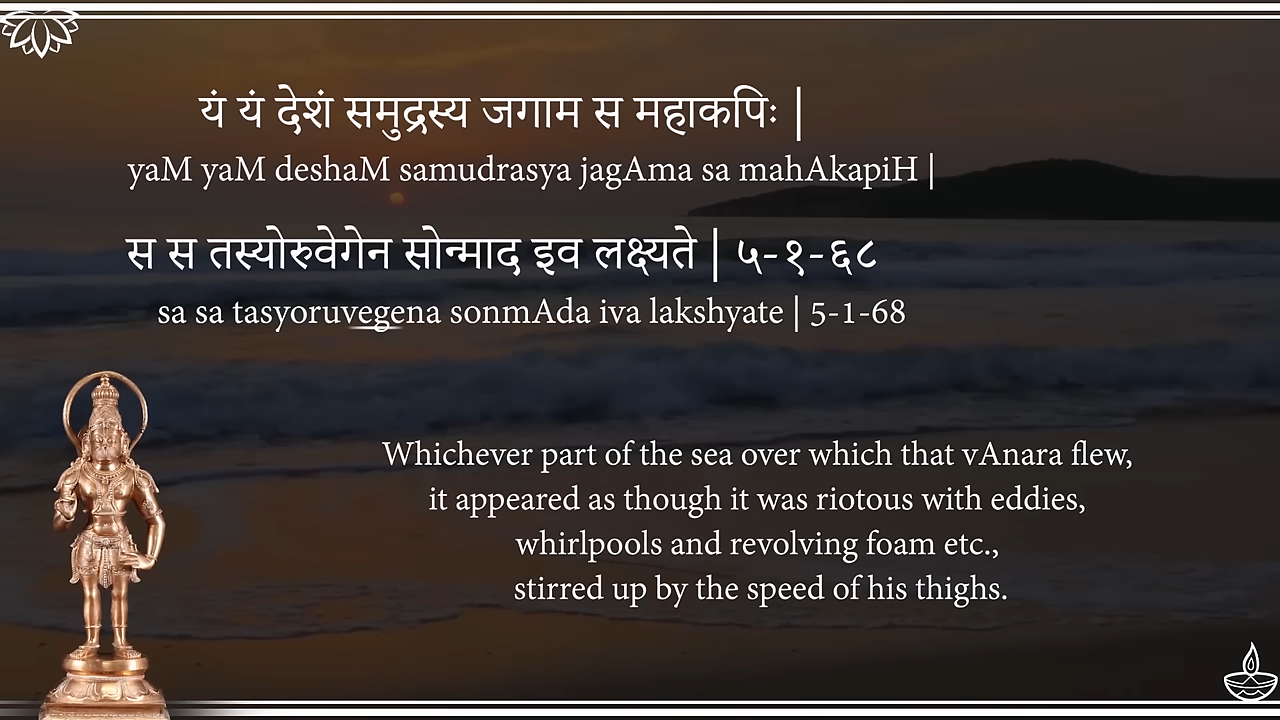 यं यं देशं समुद्रस्य जगाम स महाकपिः |
yaM yaM deshaM samudrasya jagAma sa mahAkapiH |
स स तस्योरुवेगेन सोन्माद इव लक्ष्यते | ५-१-६८
sa sa tasyoruvegena sonmAda iva lakshyate | 5-1-68
Whichever part of the sea over which that vAnara flew,
it appeared as though it was riotous with eddies,
whirlpools and revolving foam etc.,
stirred up by the speed of his thighs.